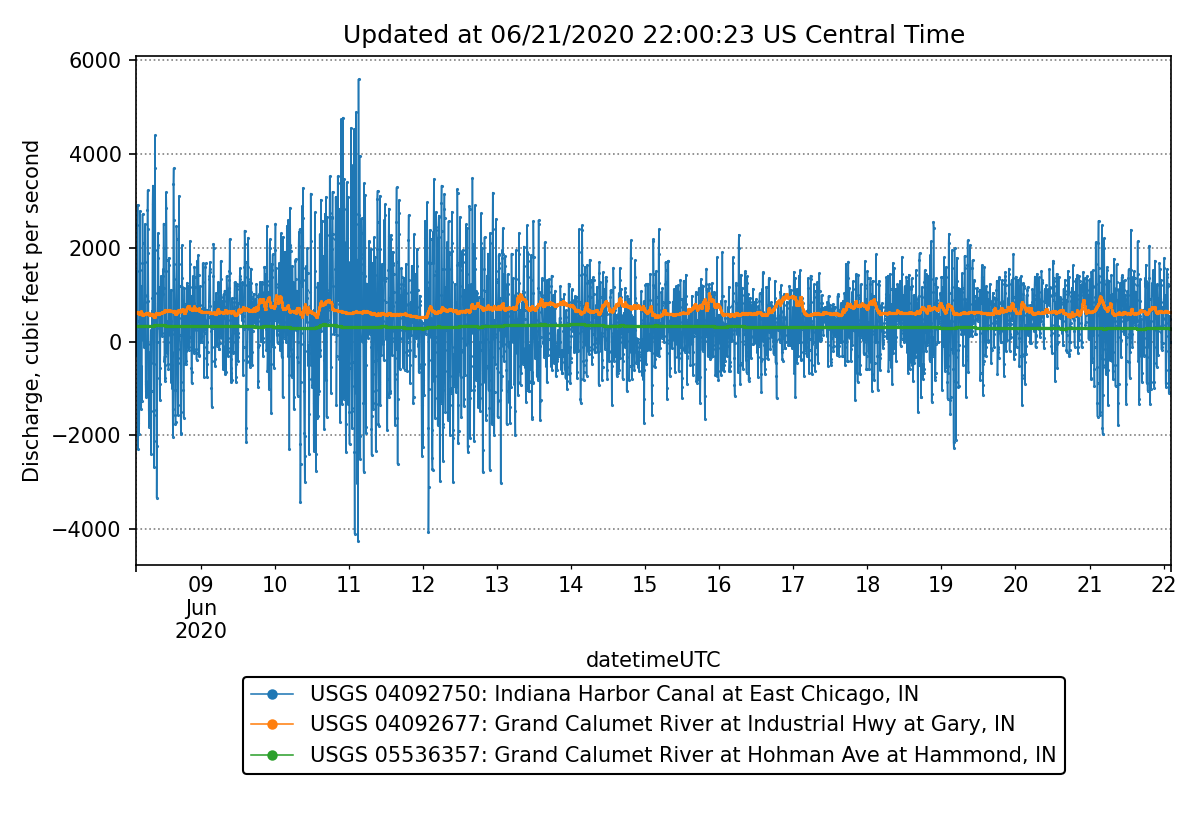 Updated at 06/21/2020 22:00:23 US Central Time
6000
4000
2000
0
−2000
−4000
Discharge, cubic feet per second
09 10 11 12 13 14 15 16 17 18 19 20 21 22
Jun
2020
datetimeUTC
USGS 04092750: Indiana Harbor Canal at East Chicago, IN
USGS 04092677: Grand Calumet River at Industrial Hwy at Gary, IN
USGS 05536357: Grand Calumet River at Hohman Ave at Hammond, IN